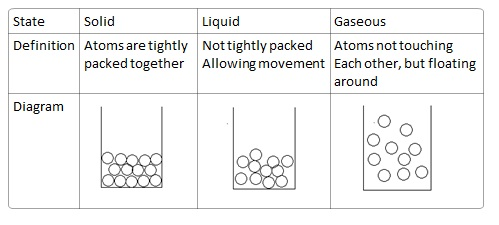 State Solid Liquid Gaseous
Definition Atoms are tightly Not tightly packed Atoms not touching
packed together Allowing movement Each other, but floating
around
Diagram